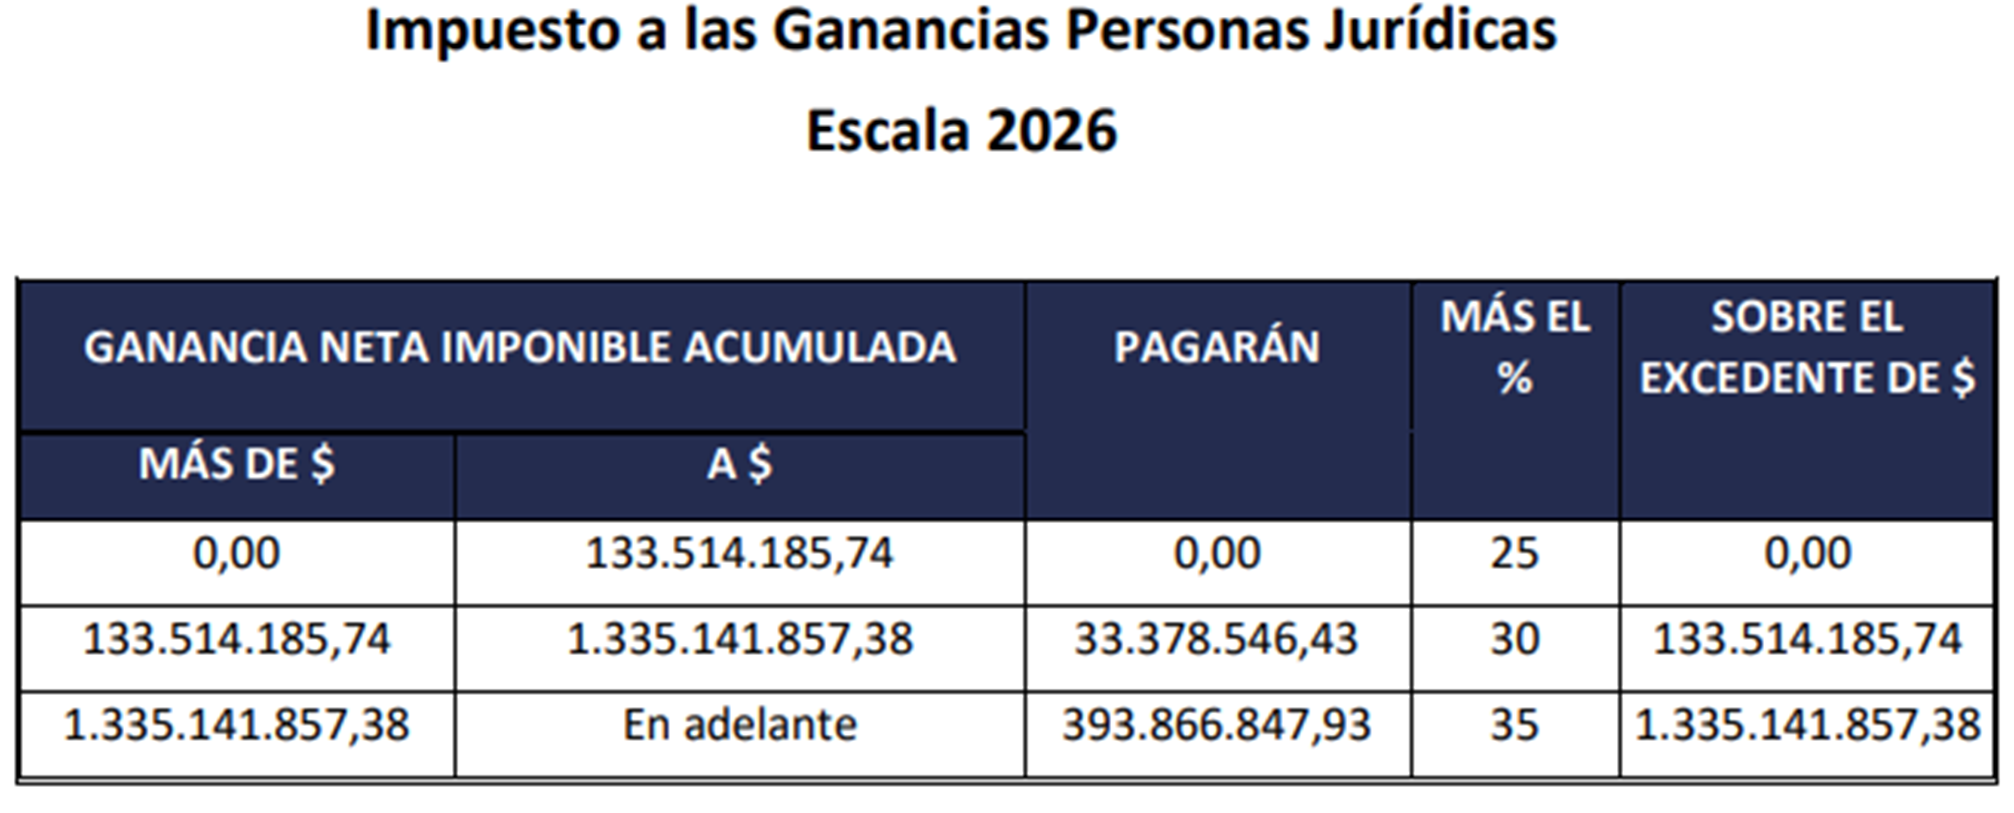 Impuesto a las Ganancias Personas Jurídicas
Escala 2026
GANANCIA NETA IMPONIBLE ACUMULADA PAGARÁN MÁS EL % SOBRE EL EXCEDENTE DE $
MÁS DE $ A $
0,00 133.514.185,74 0,00 25 0,00
133.514.185,74 1.335.141.857,38 33.378.546,43 30 133.514.185,74
1.335.141.857,38 En adelante 393.866.847,93 35 1.335.141.857,38